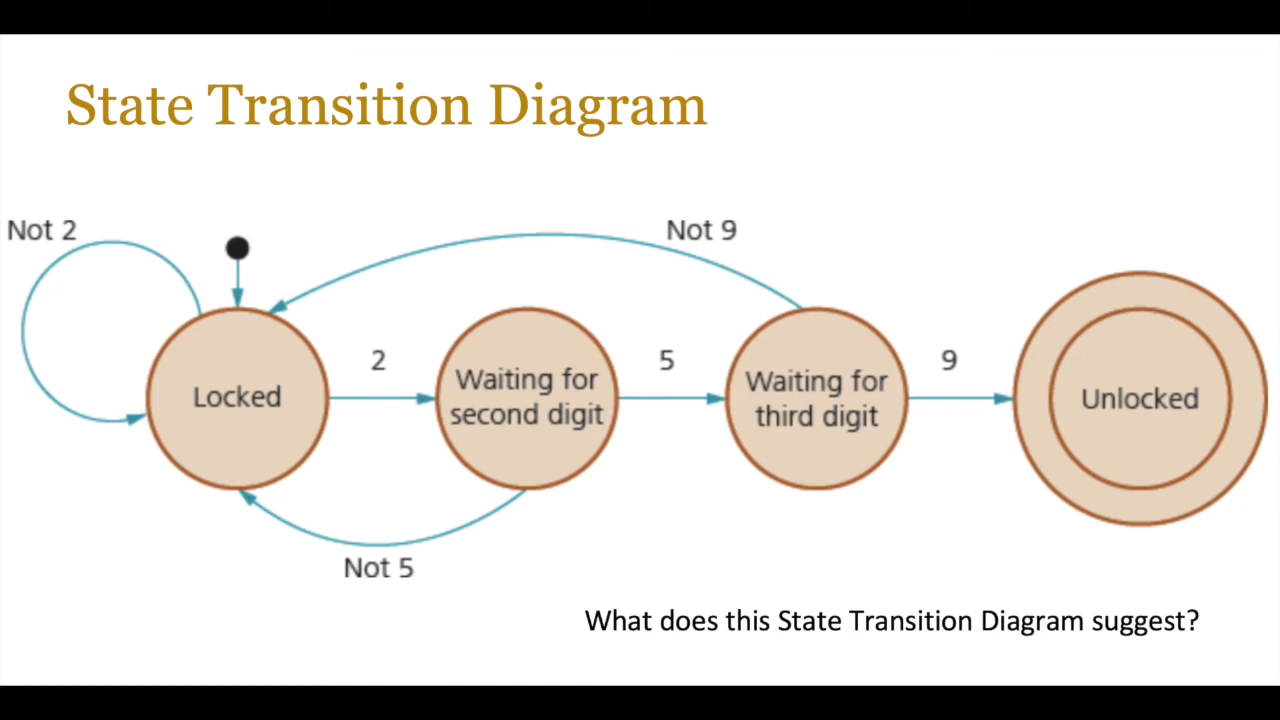 State Transition Diagram
Not 2
Not 9
Locked
2
Waiting for
second digit
5
Waiting for
third digit
9
Unlocked
Not 5
What does this State Transition Diagram suggest?